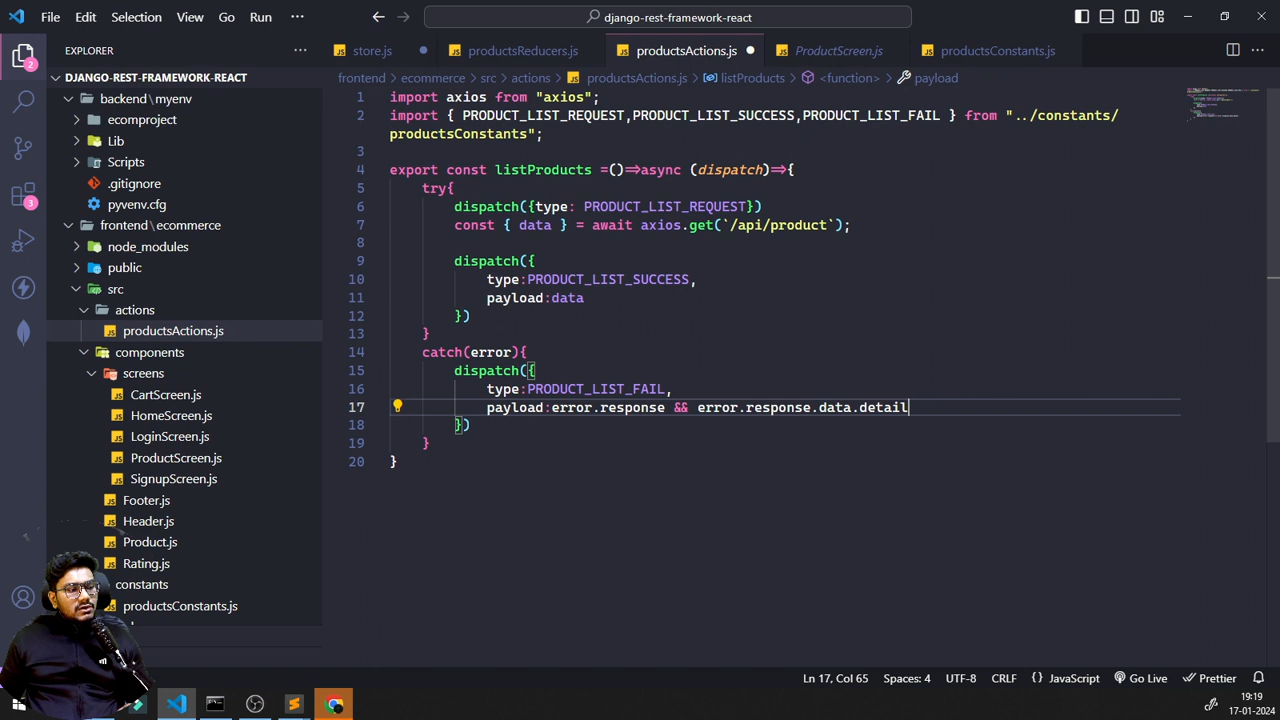 File Edit Selection View Go Run ··· django-rest-framework-react
EXPLORER ···
store.js productsReducers.js productsActions.js ProductScreen.js productsConstants.js ···
DJANGO-REST-FRAMEWORK-REACT
backend\myenv
ecomproject
Lib
Scripts
.gitignore
pyvenv.cfg
frontend\ecommerce
node_modules
public
src
actions
productsActions.js
components
screens
CartScreen.js
HomeScreen.js
LoginScreen.js
ProductScreen.js
SignupScreen.js
Footer.js
Header.js
Product.js
Rating.js
constants
productsConstants.js
2
3
frontend > ecommerce > src > actions > productsActions.js > listProducts > <function> > payload
1 import axios from "axios";
2 import { PRODUCT_LIST_REQUEST,PRODUCT_LIST_SUCCESS,PRODUCT_LIST_FAIL } from "../constants/
productsConstants";
3
4 export const listProducts =()=>async (dispatch)=>{
5 try{
6 dispatch({type: PRODUCT_LIST_REQUEST})
7 const { data } = await axios.get(`/api/product`);
8
9 dispatch({
10 type:PRODUCT_LIST_SUCCESS,
11 payload:data
12 })
13 }
14 catch(error){
15 dispatch({
16 type:PRODUCT_LIST_FAIL,
17 payload:error.response && error.response.data.detail
18 })
19 }
20 }
Ln 17, Col 65 Spaces: 4 UTF-8 CRLF { } JavaScript Go Live Prettier
19:19
17-01-2024